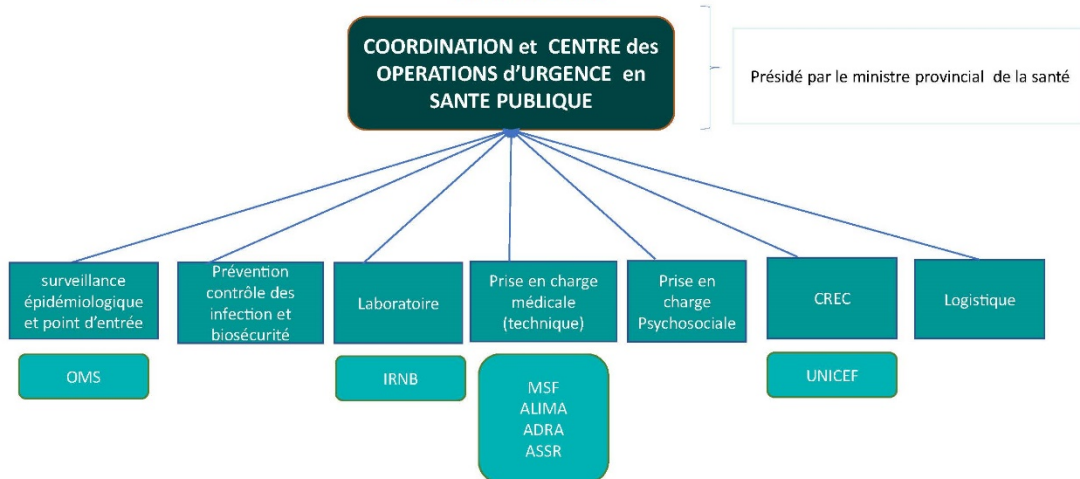 COORDINATION et CENTRE des
OPERATIONS d'URGENCE en
SANTE PUBLIQUE
Présidé par le ministre provincial de la santé
surveillance
épidémiologique
et point d'entrée
Prévention
contrôle des
infection et
biosécurité
Laboratoire
Prise en charge
médicale
(technique)
Prise en
charge
Psychosociale
CREC
Logistique
OMS
IRNB
MSF
ALIMA
ADRA
ASSR
UNICEF